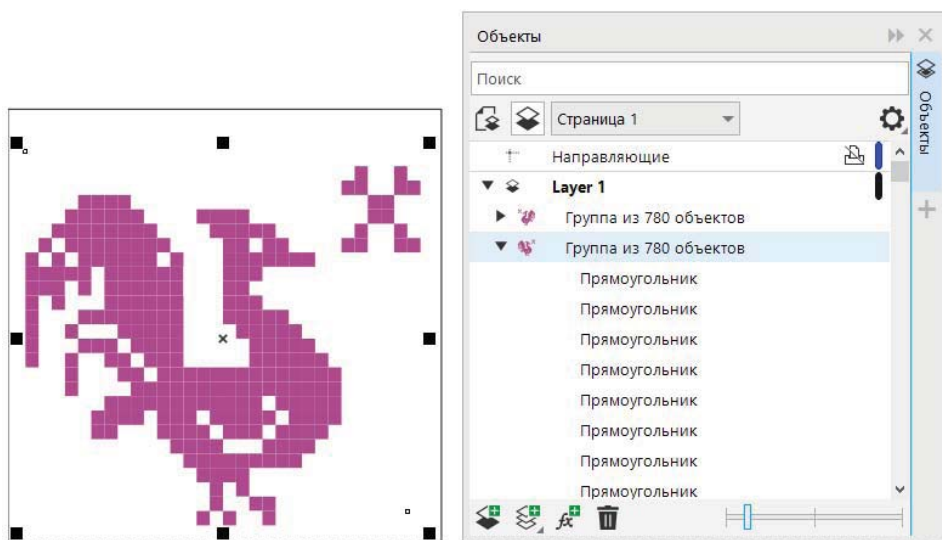 Объекты
Поиск
Страница 1
Направляющие
Layer 1
Группа из 780 объектов
Группа из 780 объектов
Прямоугольник
Прямоугольник
Прямоугольник
Прямоугольник
Прямоугольник
Прямоугольник
Прямоугольник
Прямоугольник
Объекты
fx